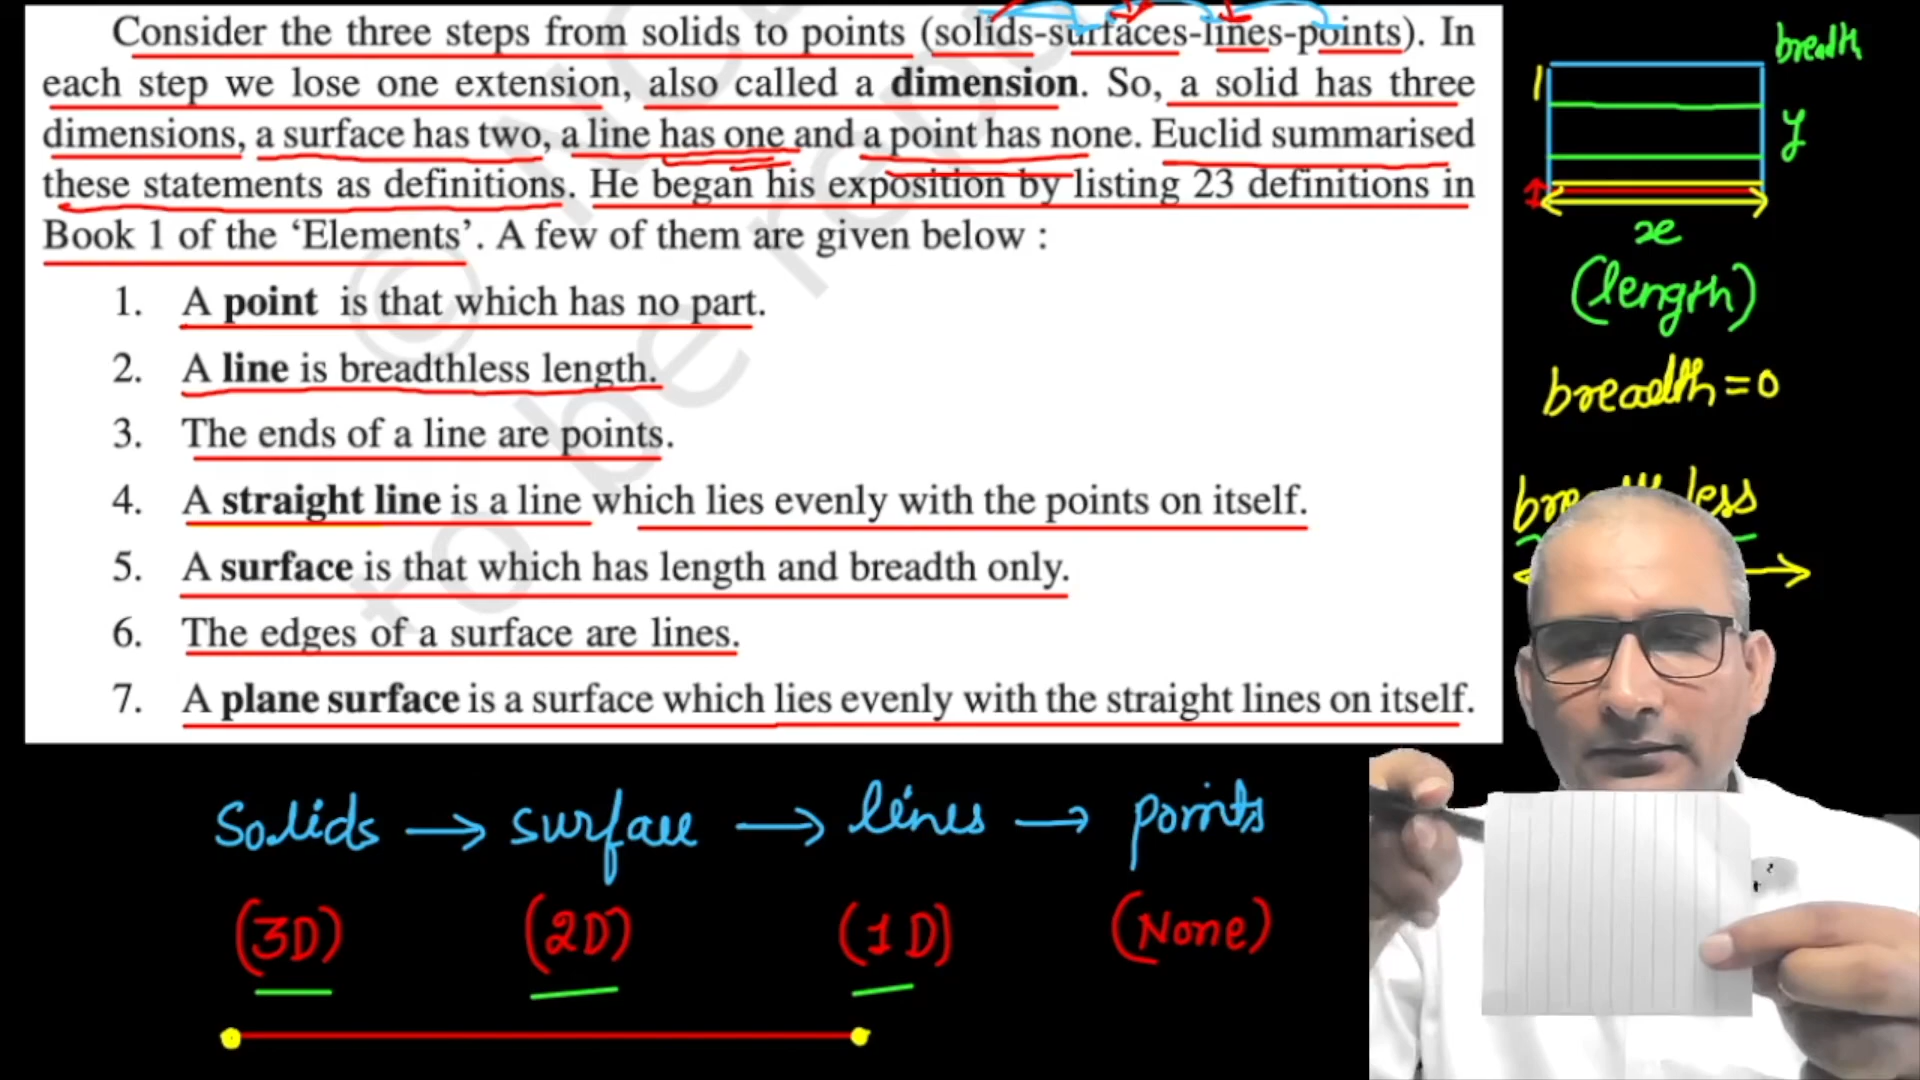 Consider the three steps from solids to points (solids-surfaces-lines-points). In
each step we lose one extension, also called a dimension. So, a solid has three
dimensions, a surface has two, a line has one and a point has none. Euclid summarised
these statements as definitions. He began his exposition by listing 23 definitions in
Book 1 of the ‘Elements’. A few of them are given below :
1. A point is that which has no part.
2. A line is breadthless length.
3. The ends of a line are points.
4. A straight line is a line which lies evenly with the points on itself.
5. A surface is that which has length and breadth only.
6. The edges of a surface are lines.
7. A plane surface is a surface which lies evenly with the straight lines on itself.
breadth
y
x
(length)
breadth = 0
less
Solids → surface → lines → points
(3D) (2D) (1D) (None)
to be rep